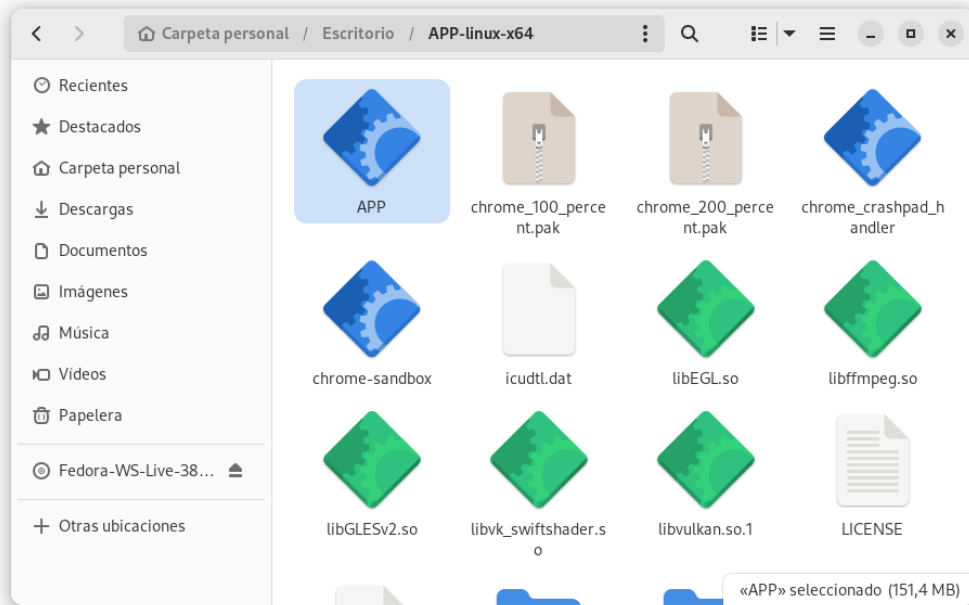 Carpeta personal / Escritorio / APP-linux-x64
Recientes
Destacados
Carpeta personal
Descargas
Documentos
Imágenes
Música
Vídeos
Papelera
Fedora-WS-Live-38...
Otras ubicaciones
APP
chrome_100_perce
nt.pak
chrome_200_perce
nt.pak
chrome_crashpad_h
andler
chrome-sandbox
icudtl.dat
libEGL.so
libffmpeg.so
libGLESv2.so
libvk_swiftshader.s
o
libvulkan.so.1
LICENSE
«APP» seleccionado (151,4 MB)